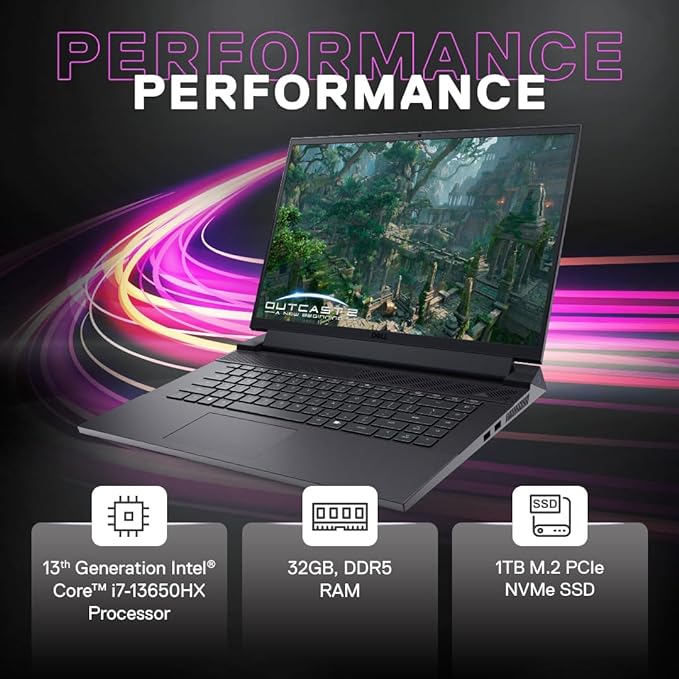 PERFORMANCE
PERFORMANCE
OUTCAST 2
A NEW BEGINNING
DELL
SSD
13th Generation Intel®
Core™ i7-13650HX
Processor
32GB, DDR5
RAM
1TB M.2 PCIe
NVMe SSD